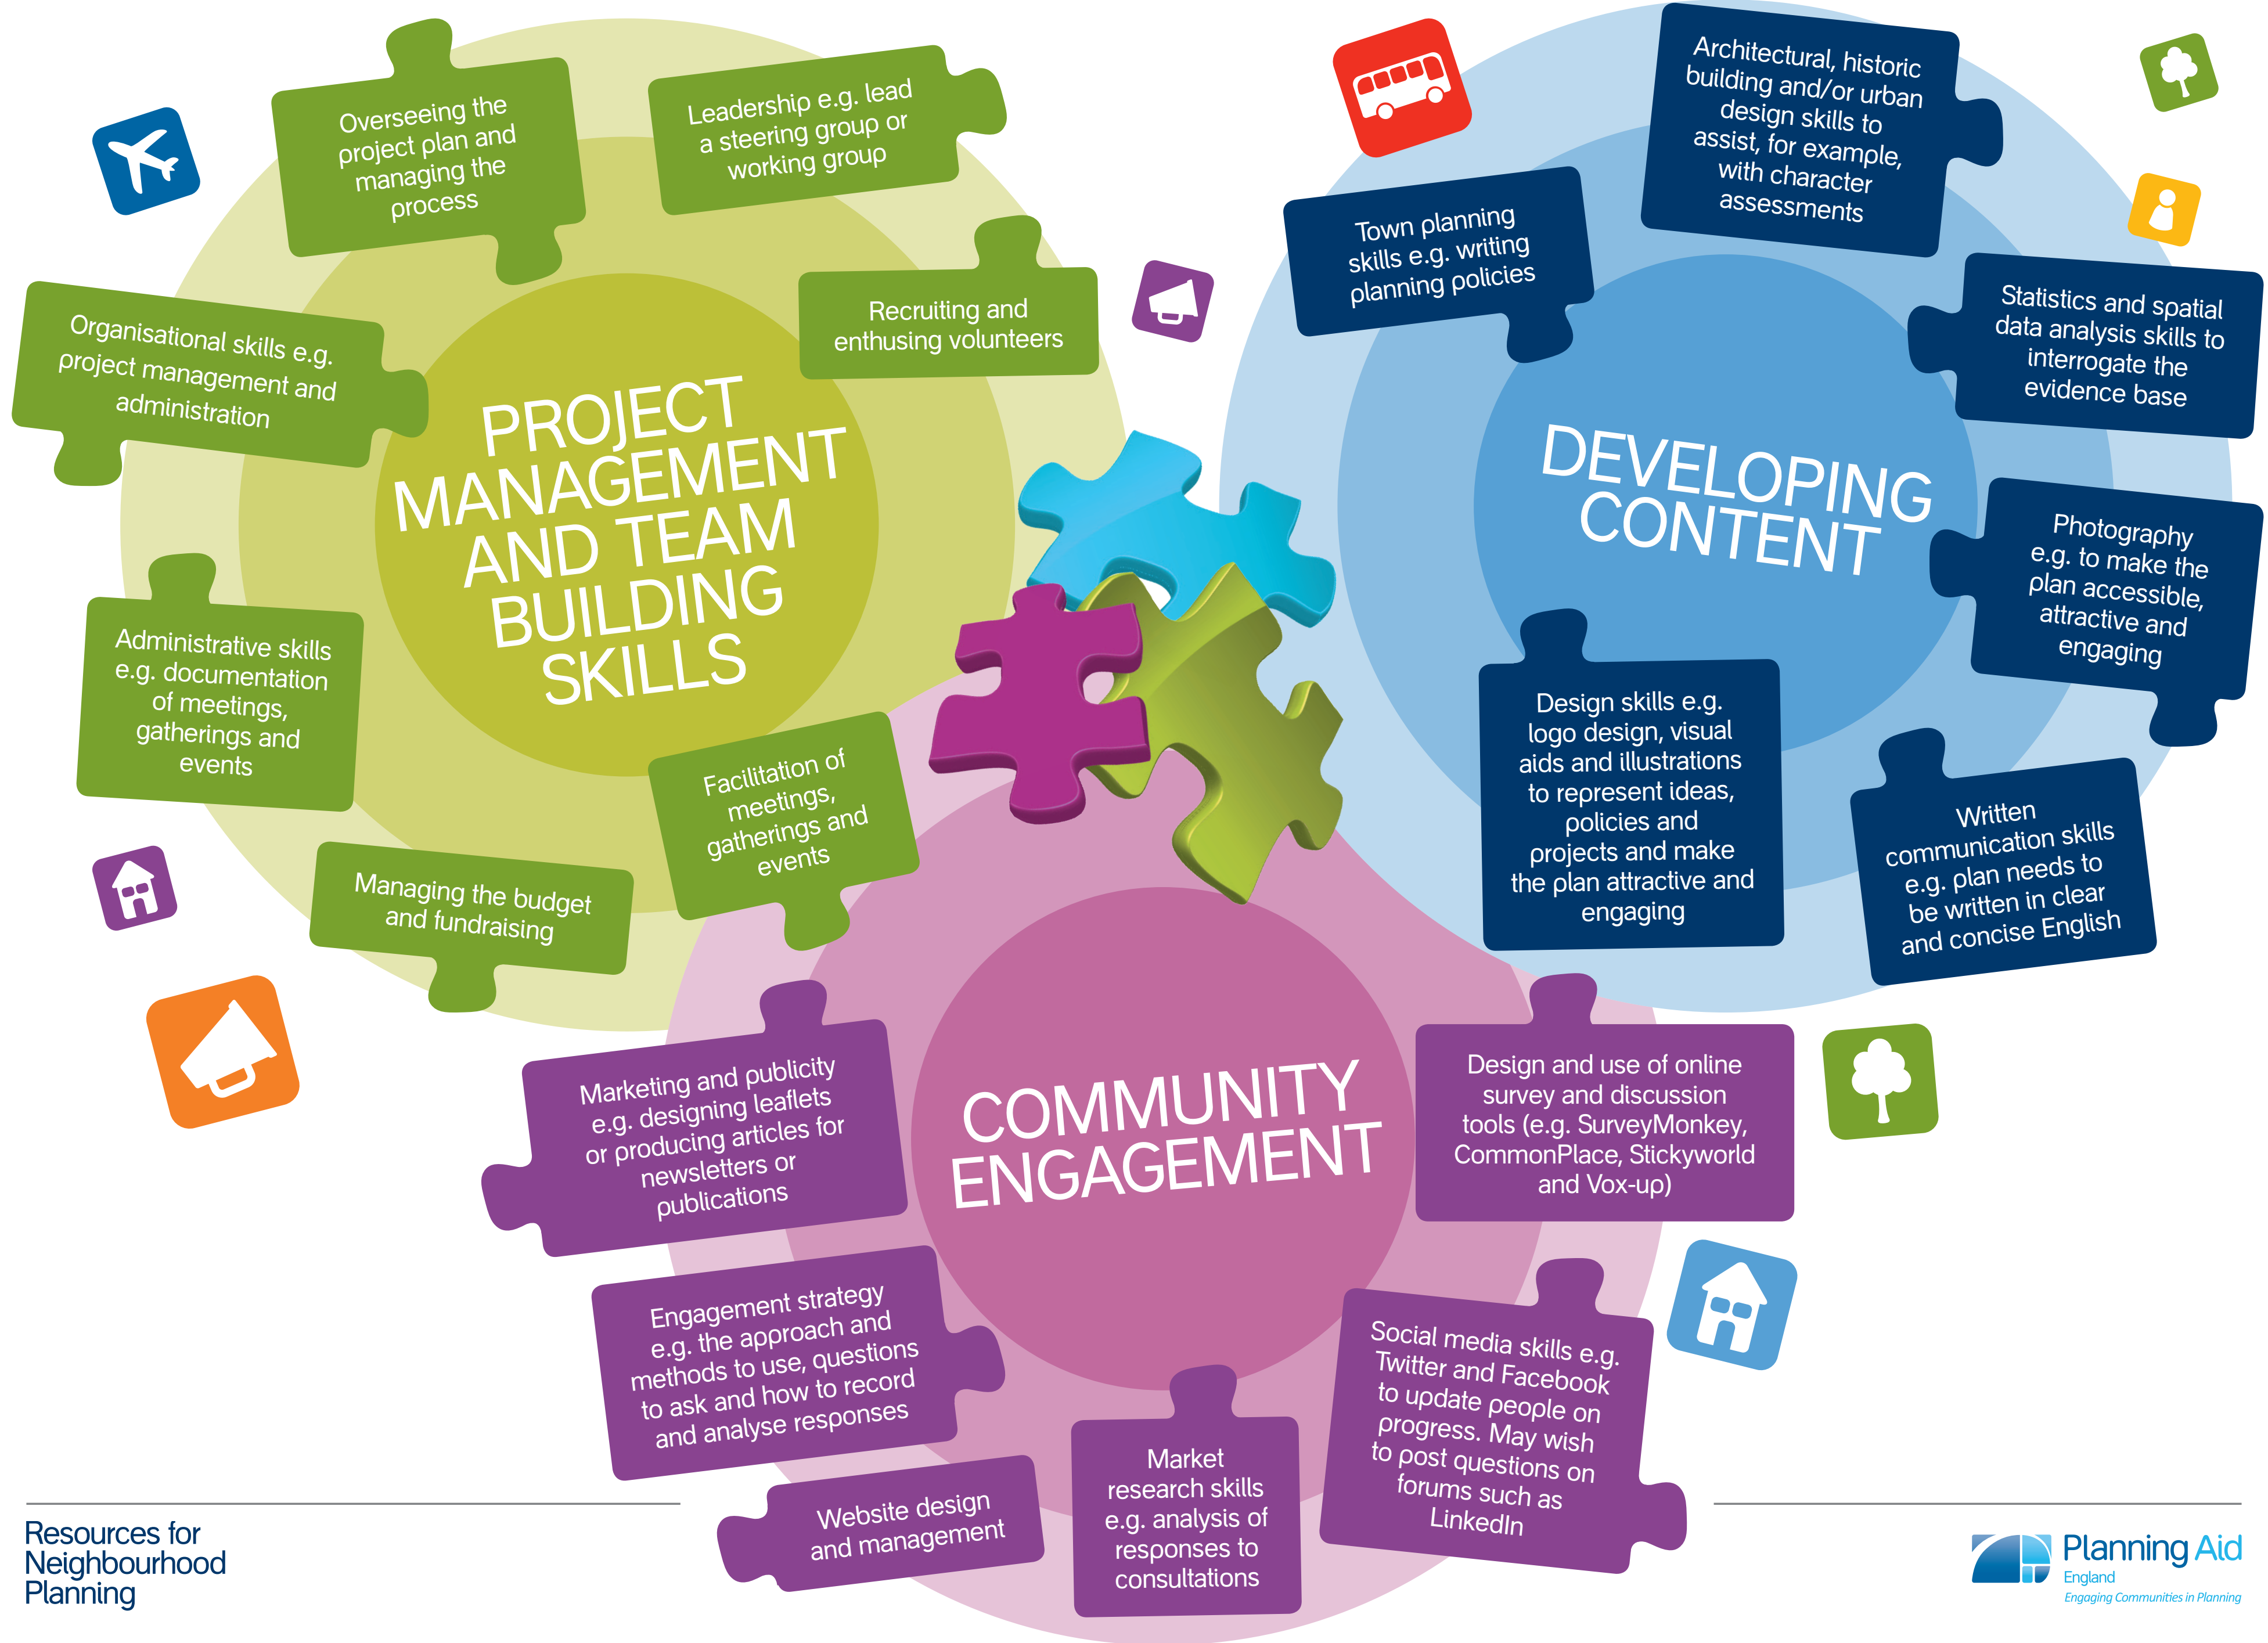 PROJECT
MANAGEMENT
AND TEAM
BUILDING
SKILLS
Overseeing the
project plan and
managing the
process
Leadership e.g. lead
a steering group or
working group
Recruiting and
enthusing volunteers
Organisational skills e.g.
project management and
administration
Administrative skills
e.g. documentation
of meetings,
gatherings and
events
Managing the budget
and fundraising
Facilitation of
meetings,
gatherings and
events
DEVELOPING
CONTENT
Town planning
skills e.g. writing
planning policies
Architectural, historic
building and/or urban
design skills to
assist, for example,
with character
assessments
Statistics and spatial
data analysis skills to
interrogate the
evidence base
Photography
e.g. to make the
plan accessible,
attractive and
engaging
Design skills e.g.
logo design, visual
aids and illustrations
to represent ideas,
policies and
projects and make
the plan attractive and
engaging
Written
communication skills
e.g. plan needs to
be written in clear
and concise English
COMMUNITY
ENGAGEMENT
Marketing and publicity
e.g. designing leaflets
or producing articles for
newsletters or
publications
Design and use of online
survey and discussion
tools (e.g. SurveyMonkey,
CommonPlace, Stickyworld
and Vox-up)
Engagement strategy
e.g. the approach and
methods to use, questions
to ask and how to record
and analyse responses
Social media skills e.g.
Twitter and Facebook
to update people on
progress. May wish
to post questions on
forums such as
LinkedIn
Website design
and management
Market
research skills
e.g. analysis of
responses to
consultations
Resources for
Neighbourhood
Planning
Planning Aid
England
Engaging Communities in Planning